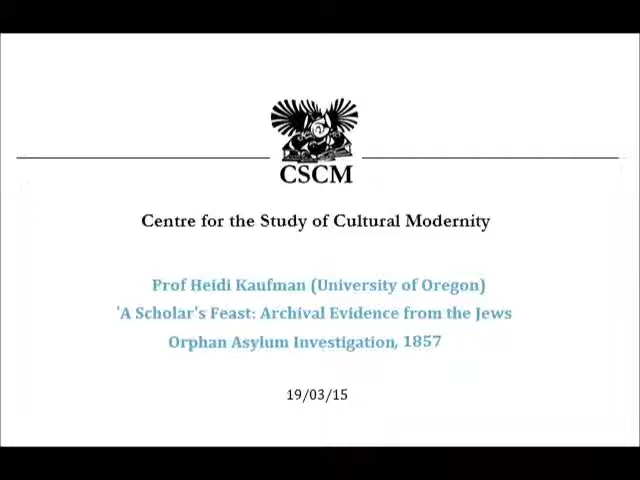 CSCM
Centre for the Study of Cultural Modernity
Prof Heidi Kaufman (University of Oregon)
'A Scholar's Feast: Archival Evidence from the Jews
Orphan Asylum Investigation, 1857
19/03/15